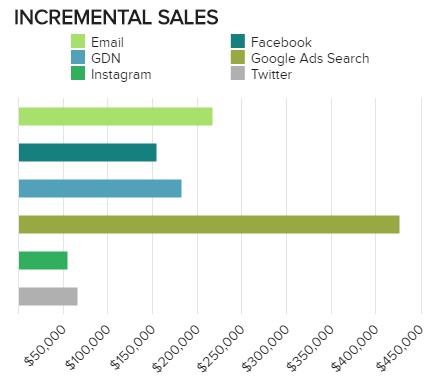 INCREMENTAL SALES
Email
Facebook
GDN
Google Ads Search
Instagram
Twitter
$50,000
$100,000
$150,000
$200,000
$250,000
$300,000
$350,000
$400,000
$450,000